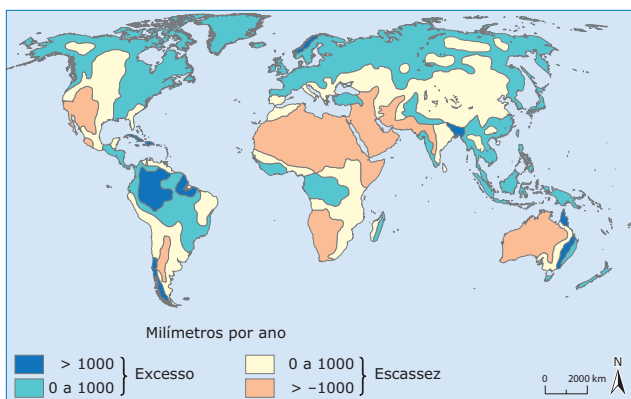 Milímetros por ano
> 1000
0 a 1000
Excesso
0 a 1000
> –1000
Escassez
N
0 2000 km